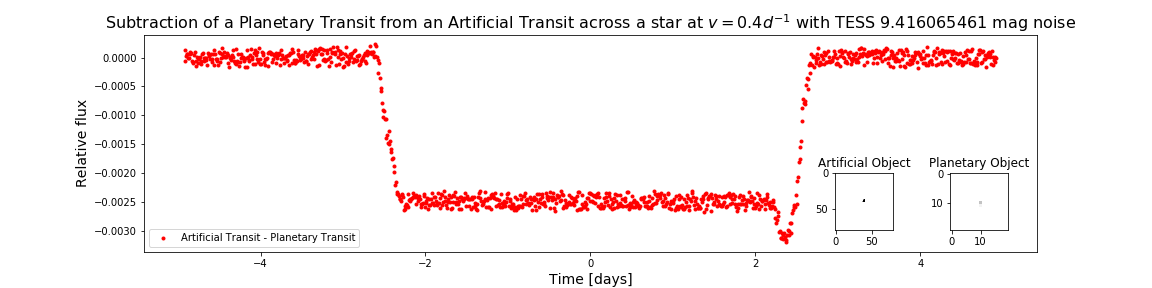 Subtraction of a Planetary Transit from an Artificial Transit across a star at v = 0.4d⁻¹ with TESS 9.416065461 mag noise
Relative flux
0.0000
−0.0005
−0.0010
−0.0015
−0.0020
−0.0025
−0.0030
Artificial Transit - Planetary Transit
Artificial Object
0
50
0 50
Planetary Object
0
10
0 10
−4 −2 0 2 4
Time [days]